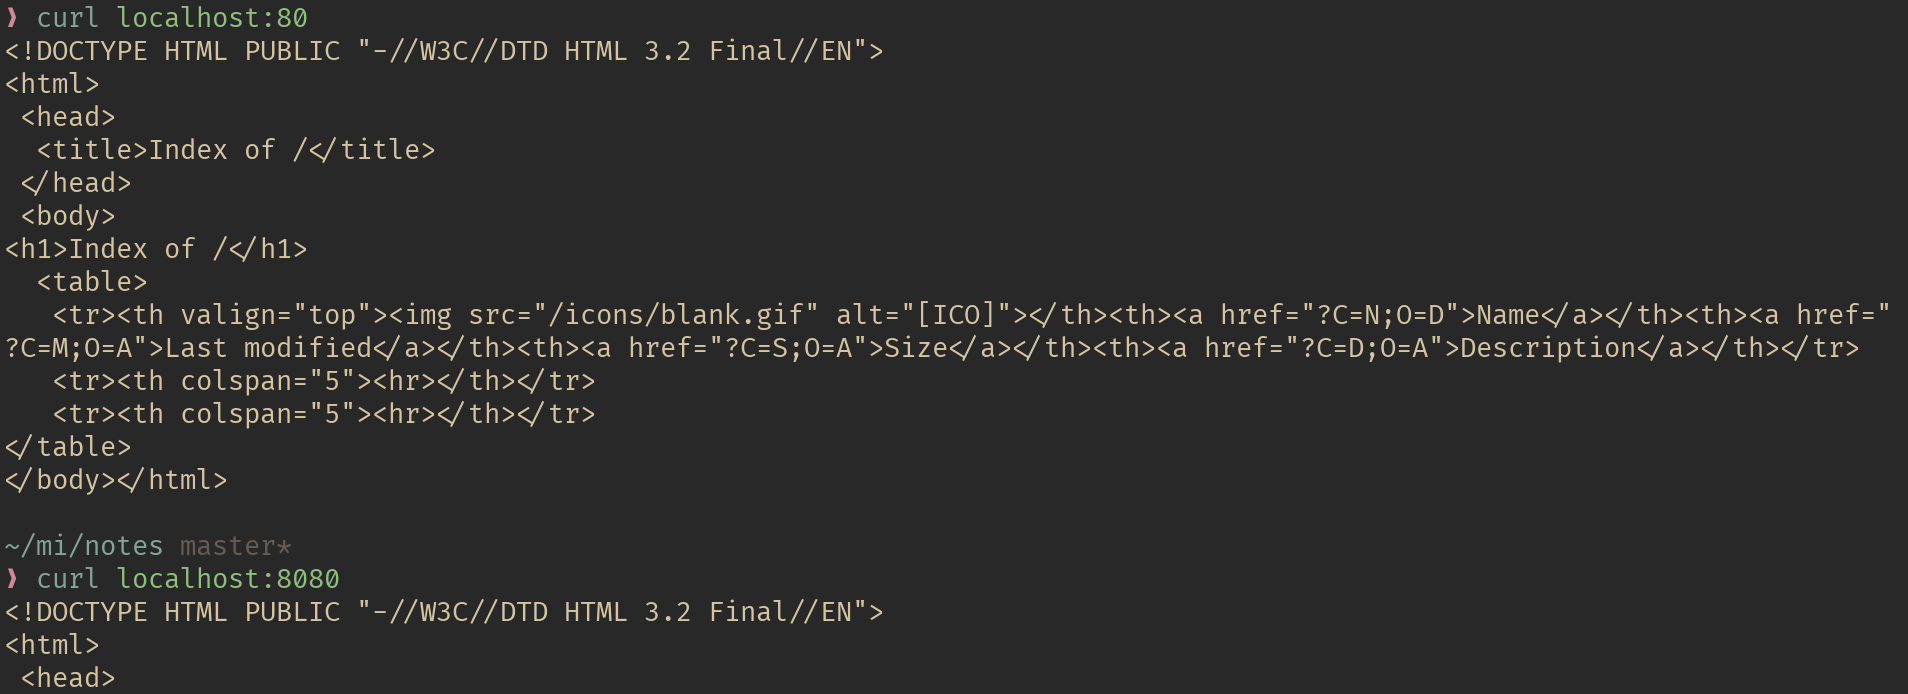 ❯ curl localhost:80
<!DOCTYPE HTML PUBLIC "-//W3C//DTD HTML 3.2 Final//EN">
<html>
 <head>
  <title>Index of /</title>
 </head>
 <body>
<h1>Index of /</h1>
  <table>
   <tr><th valign="top"><img src="/icons/blank.gif" alt="[ICO]"></th><th><a href="?C=N;O=D">Name</a></th><th><a href="
?C=M;O=A">Last modified</a></th><th><a href="?C=S;O=A">Size</a></th><th><a href="?C=D;O=A">Description</a></th></tr>
   <tr><th colspan="5"><hr></th></tr>
   <tr><th colspan="5"><hr></th></tr>
</table>
</body></html>

~/mi/notes master*
❯ curl localhost:8080
<!DOCTYPE HTML PUBLIC "-//W3C//DTD HTML 3.2 Final//EN">
<html>
 <head>